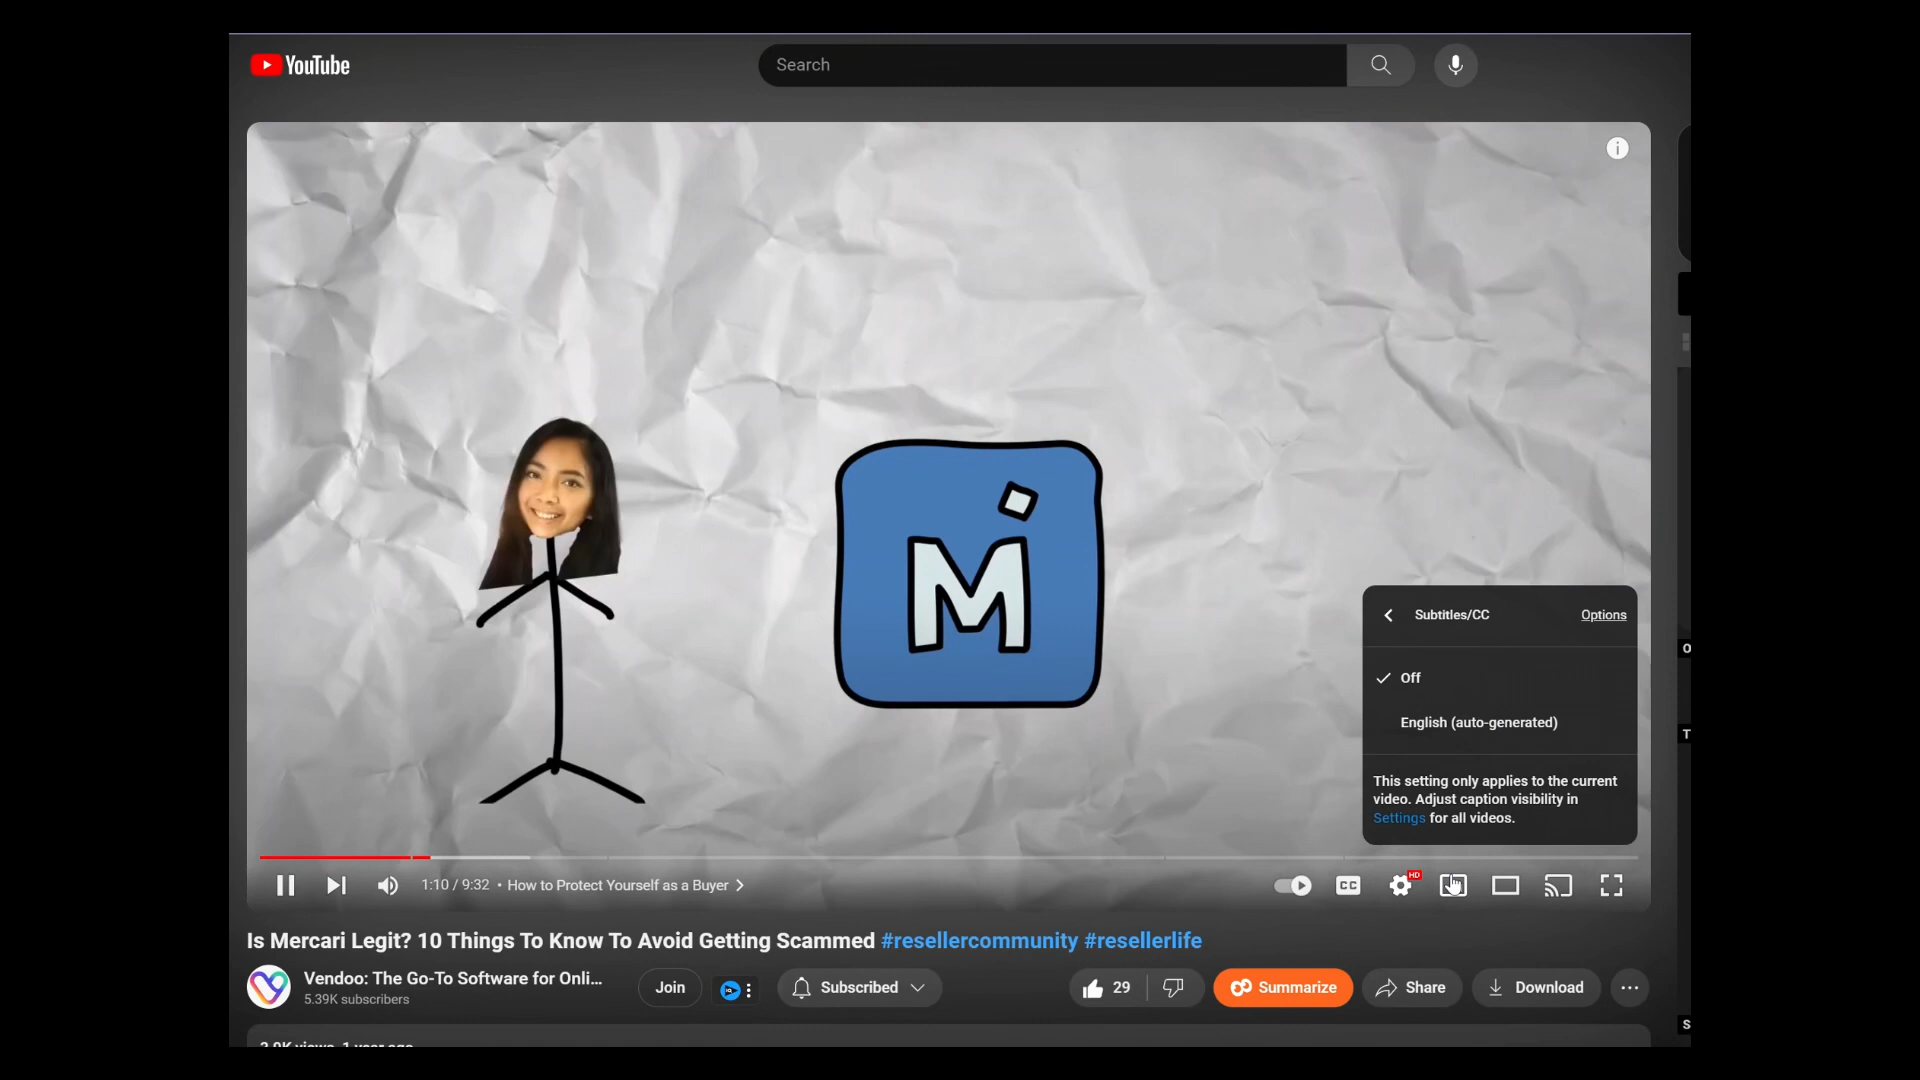 YouTube
Search
M
Subtitles/CC
Options
Off
English (auto-generated)
This setting only applies to the current
video. Adjust caption visibility in
Settings for all videos.
1:10 / 9:32 • How to Protect Yourself as a Buyer
CC
HD
Is Mercari Legit? 10 Things To Know To Avoid Getting Scammed #resellercommunity #resellerlife
Vendoo: The Go-To Software for Onli...
5.39K subscribers
Join
Subscribed
29
Summarize
Share
Download